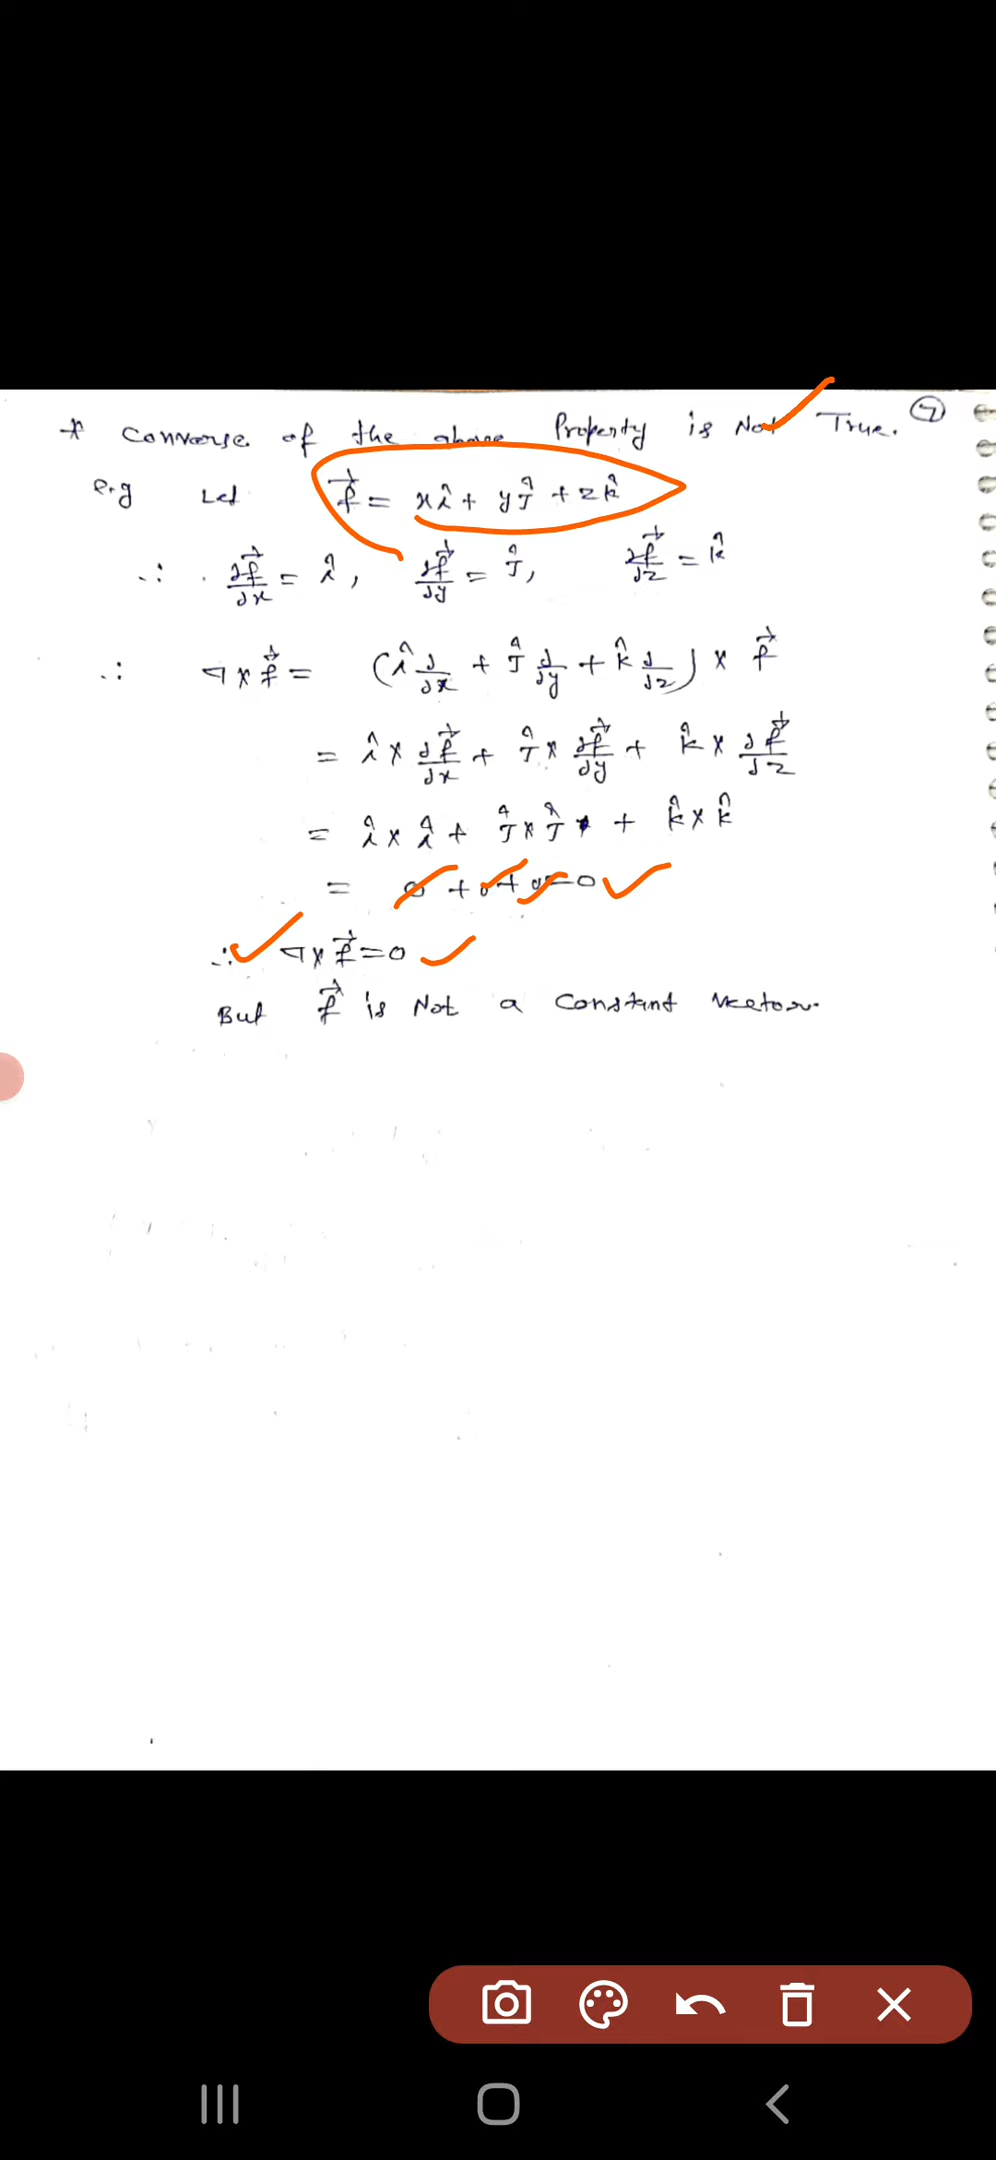 * Converse of the above Property is Not True. ⑦
e.g Let f⃗ = xî + yĵ + zk̂
∴ ∂f⃗/∂x = î, ∂f⃗/∂y = ĵ, ∂f⃗/∂z = k̂
∴ ∇×f⃗ = (î ∂/∂x + ĵ ∂/∂y + k̂ ∂/∂z) × f⃗
= î × ∂f⃗/∂x + ĵ × ∂f⃗/∂y + k̂ × ∂f⃗/∂z
= î × î + ĵ × ĵ + k̂ × k̂
= 0 + 0 + 0 = 0
∴ ∇×f⃗ = 0
But f⃗ is Not a Constant vector.